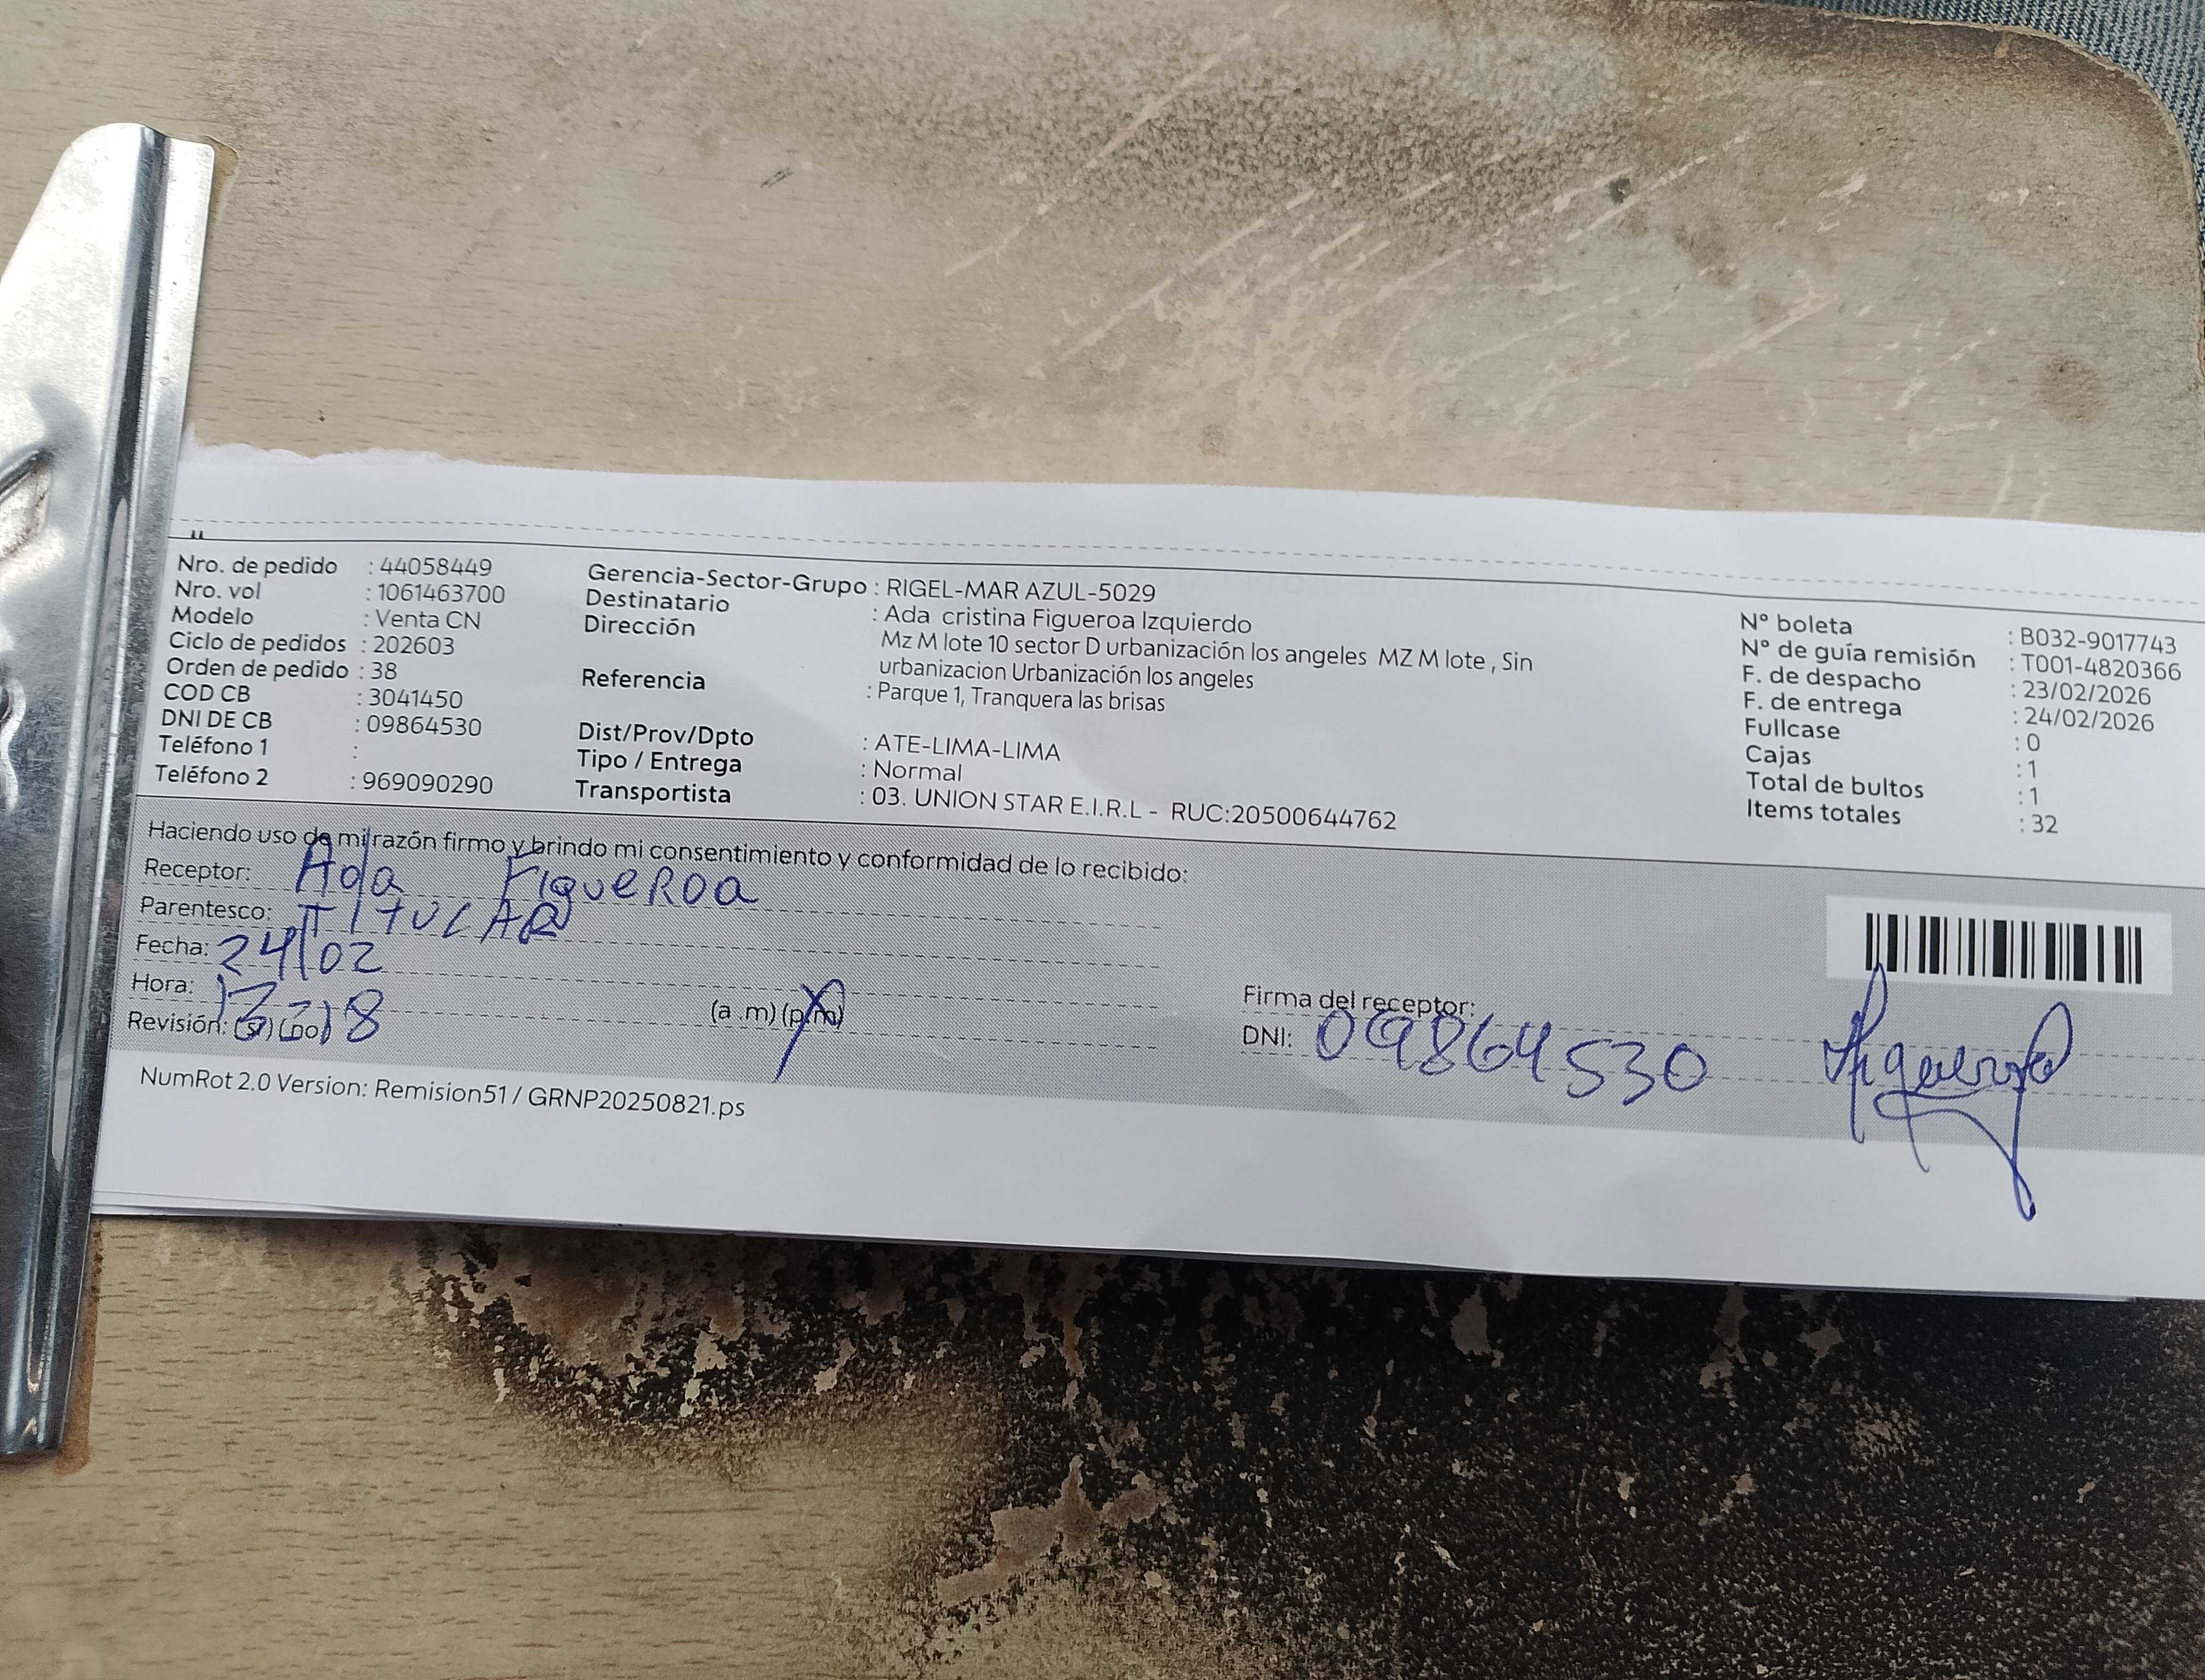 Nro. de pedido : 44058449
Nro. vol : 1061463700
Modelo : Venta CN
Ciclo de pedidos : 202603
Orden de pedido : 38
COD CB : 3041450
DNI DE CB : 09864530
Teléfono 1 :
Teléfono 2 : 969090290
Gerencia-Sector-Grupo : RIGEL-MAR AZUL-5029
Destinatario : Ada cristina Figueroa Izquierdo
Dirección Mz M lote 10 sector D urbanización los angeles MZ M lote , Sin
urbanizacion Urbanización los angeles
Referencia : Parque 1, Tranquera las brisas
Dist/Prov/Dpto : ATE-LIMA-LIMA
Tipo / Entrega : Normal
Transportista : 03. UNION STAR E.I.R.L - RUC:20500644762
N° boleta : B032-9017743
N° de guía remisión : T001-4820366
F. de despacho : 23/02/2026
F. de entrega : 24/02/2026
Fullcase : 0
Cajas : 1
Total de bultos : 1
Items totales : 32
Haciendo uso de mi razón firmo y brindo mi consentimiento y conformidad de lo recibido:
Receptor: Ada Figueroa
Parentesco: TITULAR
Fecha: 24/02
Hora: (a .m) (p.m)
Revisión: (si) (no)
Firma del receptor: Figueroa
DNI: 09864530
NumRot 2.0 Version: Remision51 / GRNP20250821.ps